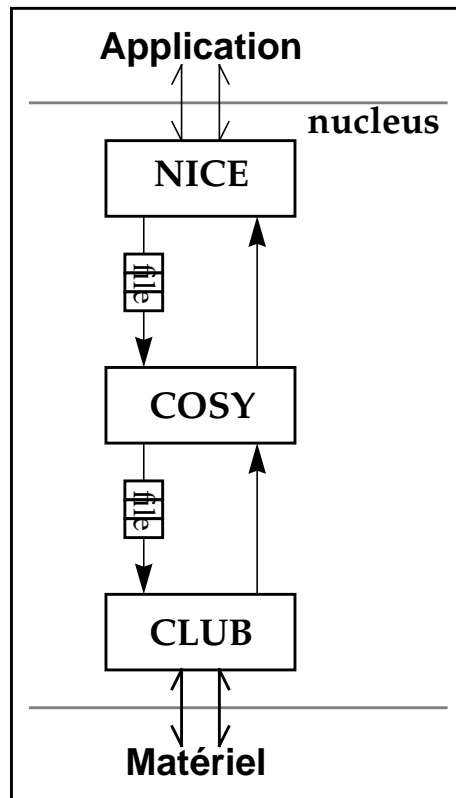 Application
nucleus
NICE
file
COSY
file
CLUB
Matériel